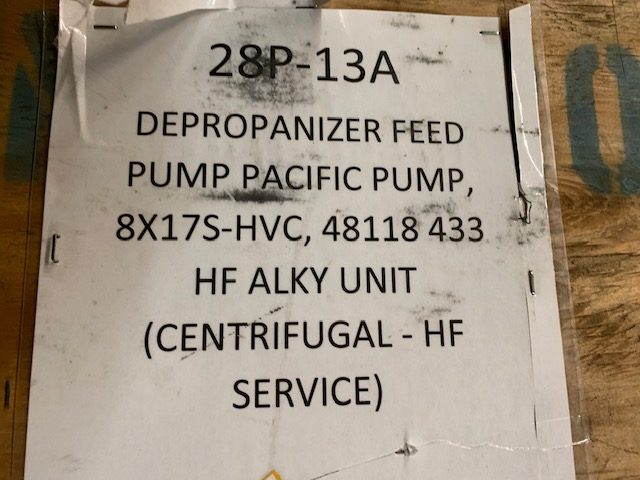 28P-13A
DEPROPANIZER FEED
PUMP PACIFIC PUMP,
8X17S-HVC, 48118 433
HF ALKY UNIT
(CENTRIFUGAL - HF
SERVICE)